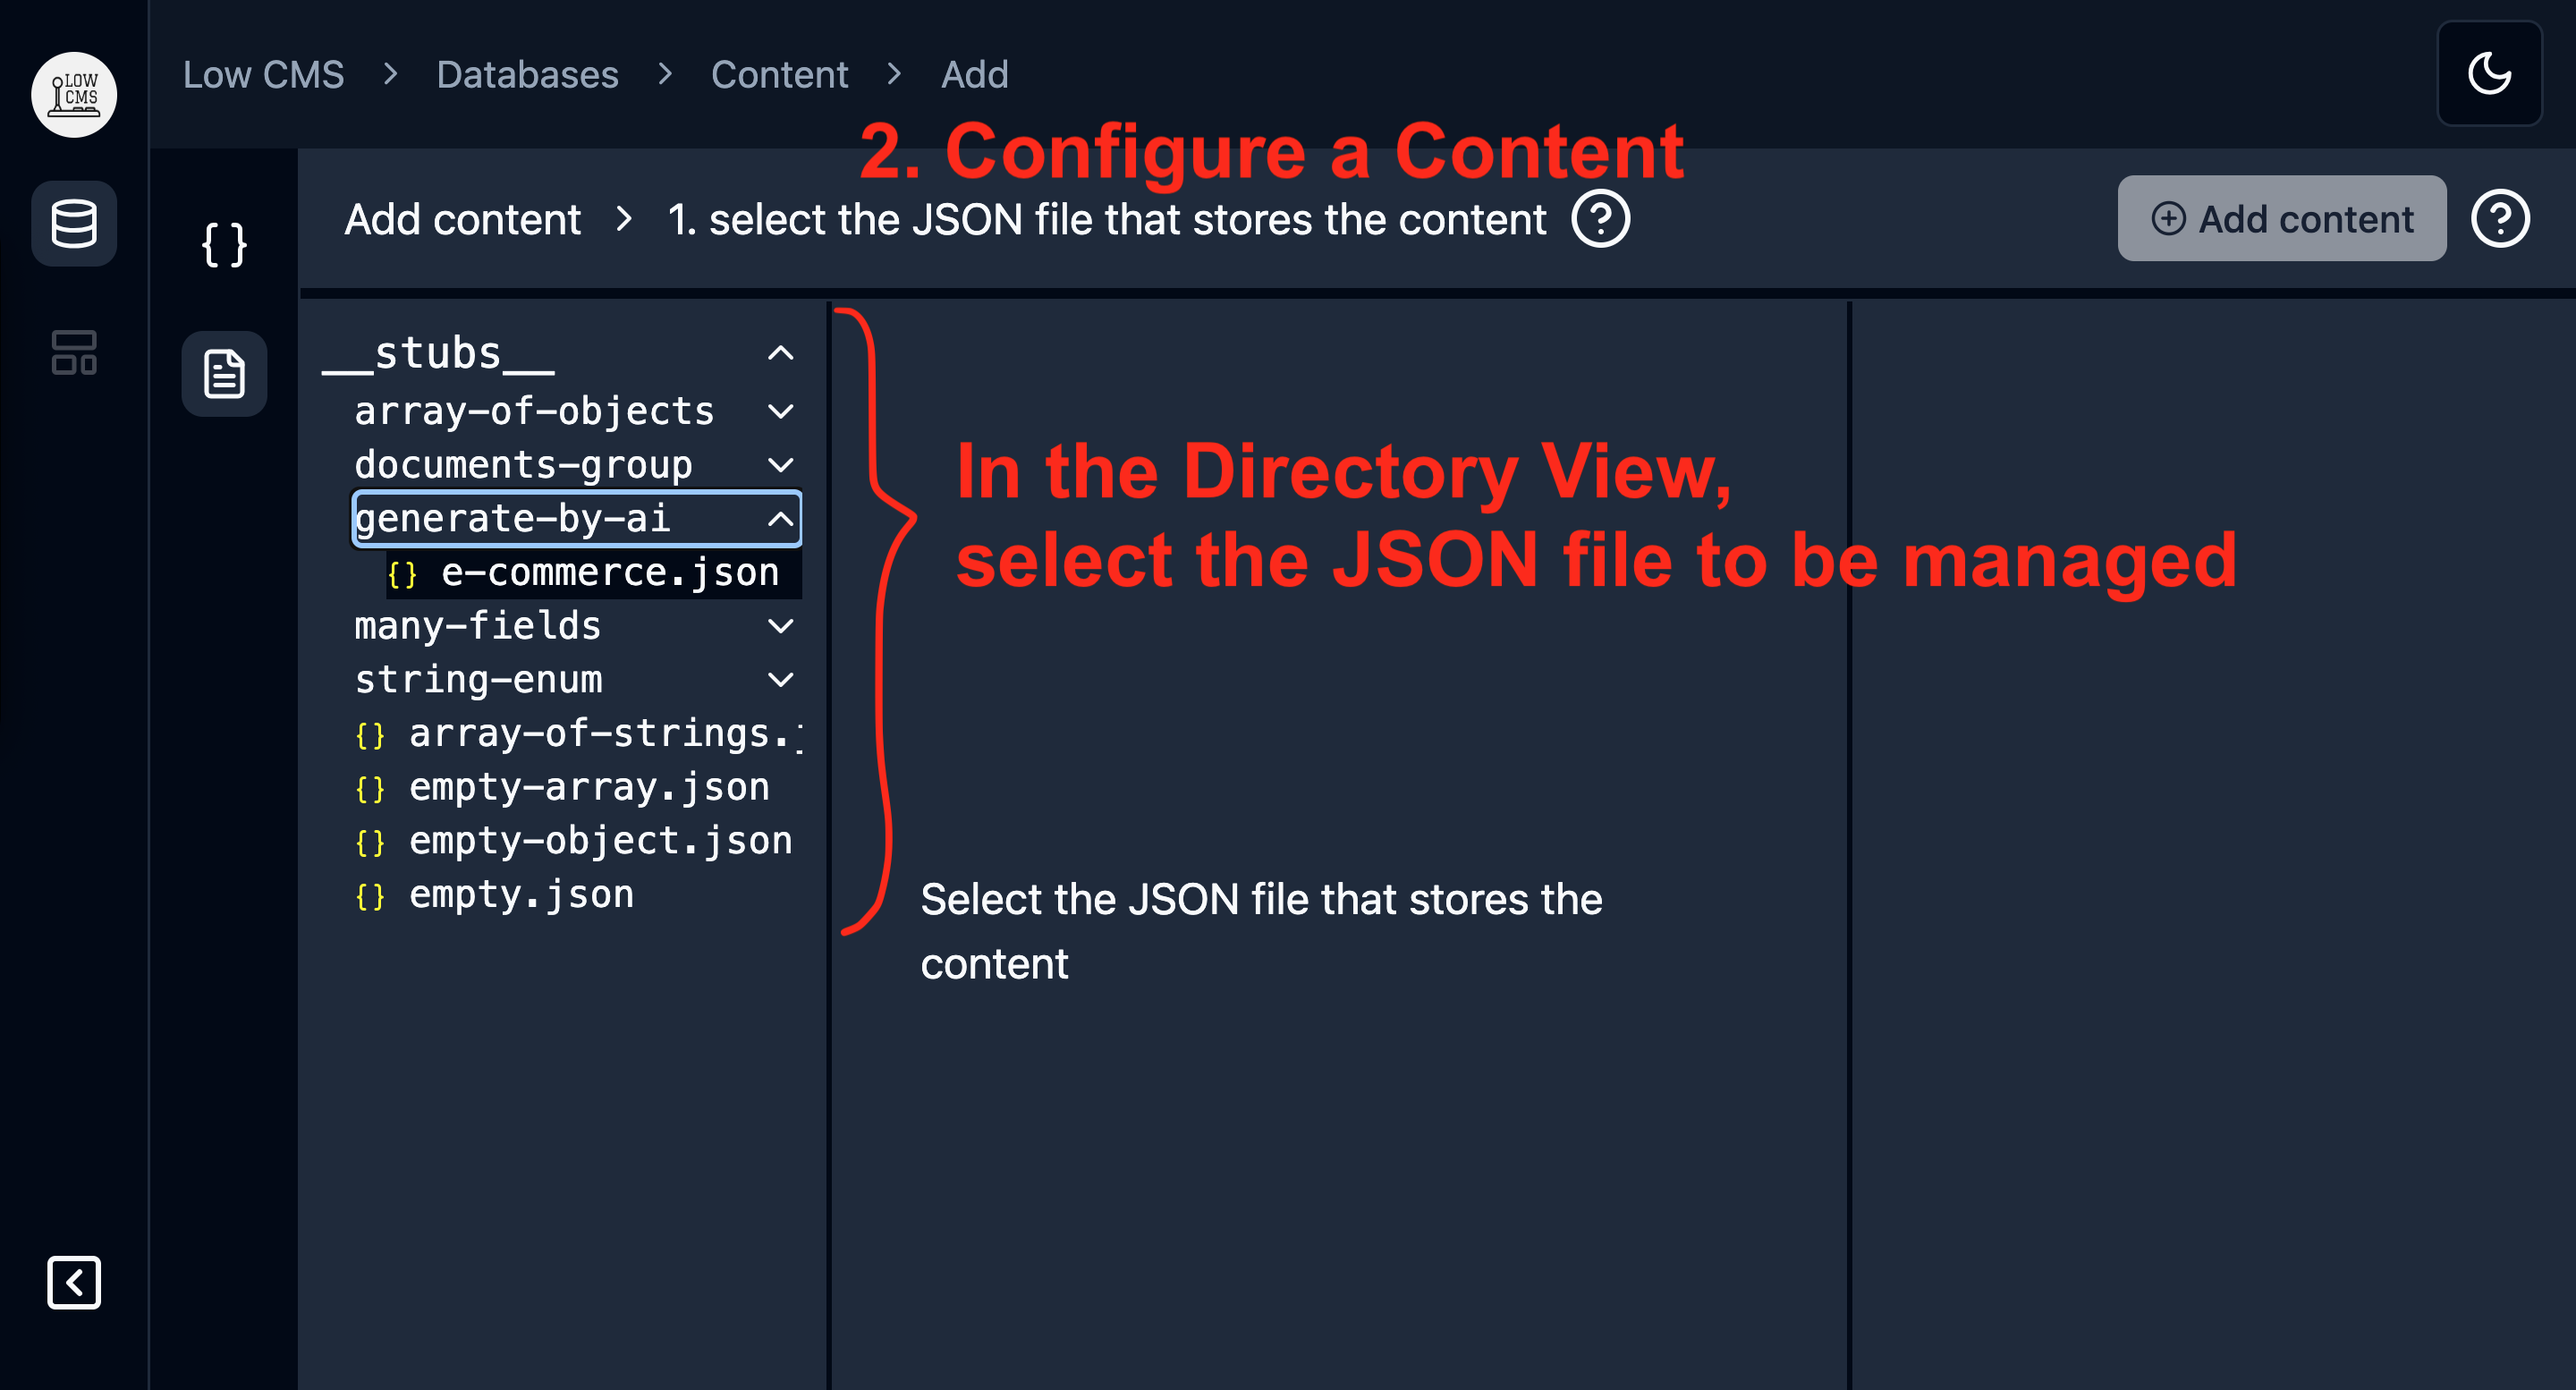 LOW
CMS
Low CMS > Databases > Content > Add
2. Configure a Content
Add content > 1. select the JSON file that stores the content
Add content
{ }
__stubs__
array-of-objects
documents-group
generate-by-ai
{} e-commerce.json
many-fields
string-enum
{} array-of-strings.j
{} empty-array.json
{} empty-object.json
{} empty.json
In the Directory View,
select the JSON file to be managed
Select the JSON file that stores the
content